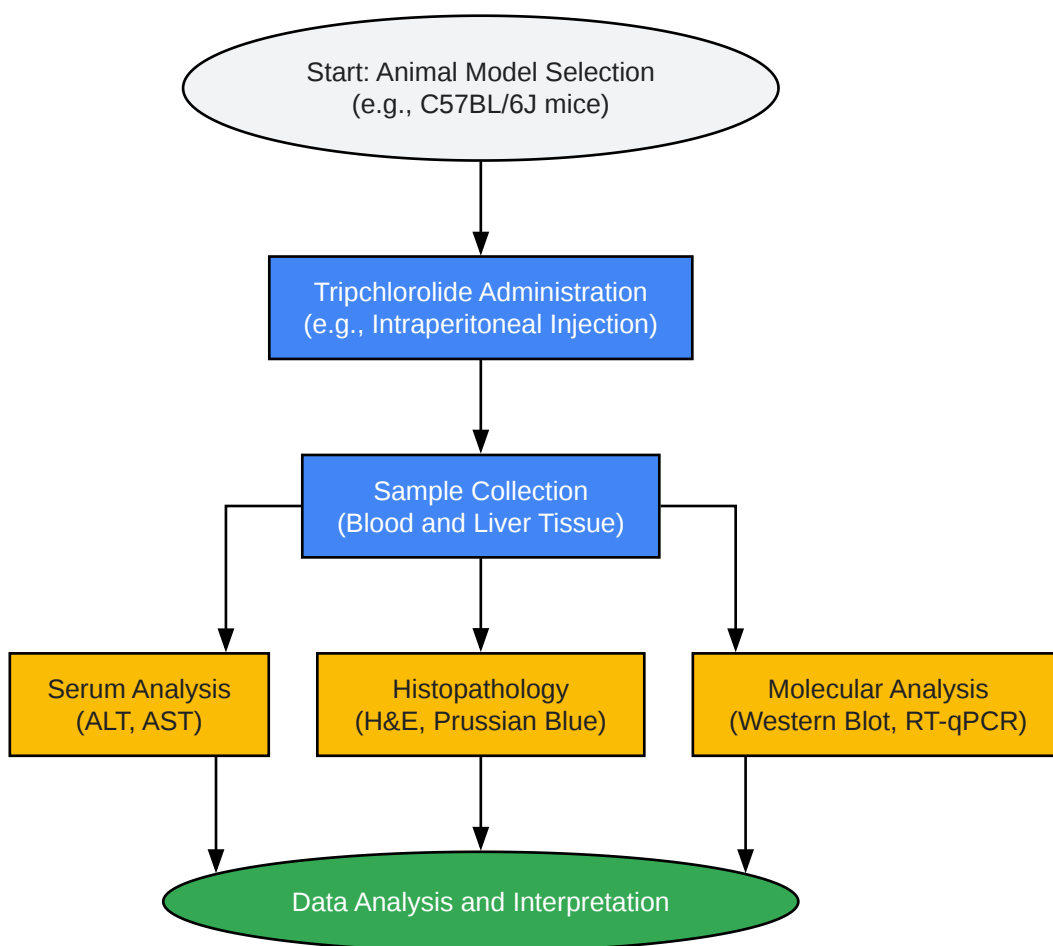 Start: Animal Model Selection
(e.g., C57BL/6J mice)
Tripchlorolide Administration
(e.g., Intraperitoneal Injection)
Sample Collection
(Blood and Liver Tissue)
Serum Analysis
(ALT, AST)
Histopathology
(H&E, Prussian Blue)
Molecular Analysis
(Western Blot, RT-qPCR)
Data Analysis and Interpretation